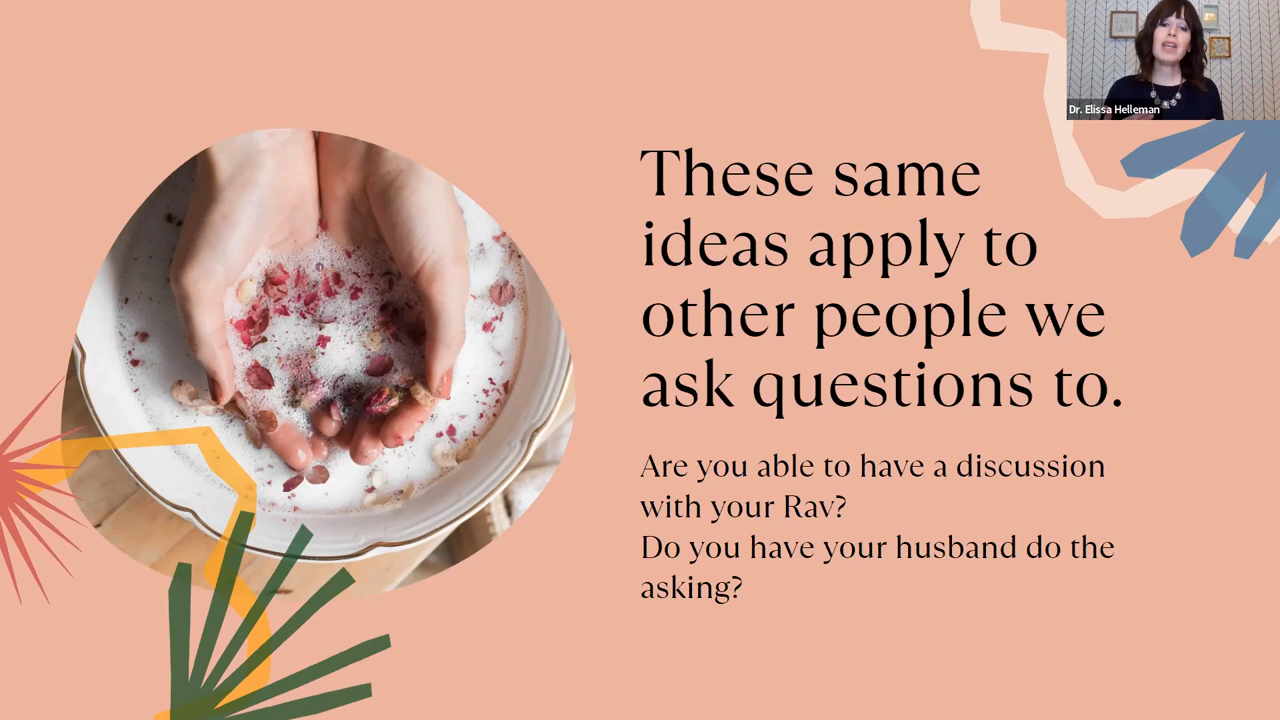 Dr. Elissa Helleman
These same
ideas apply to
other people we
ask questions to.
Are you able to have a discussion
with your Rav?
Do you have your husband do the
asking?